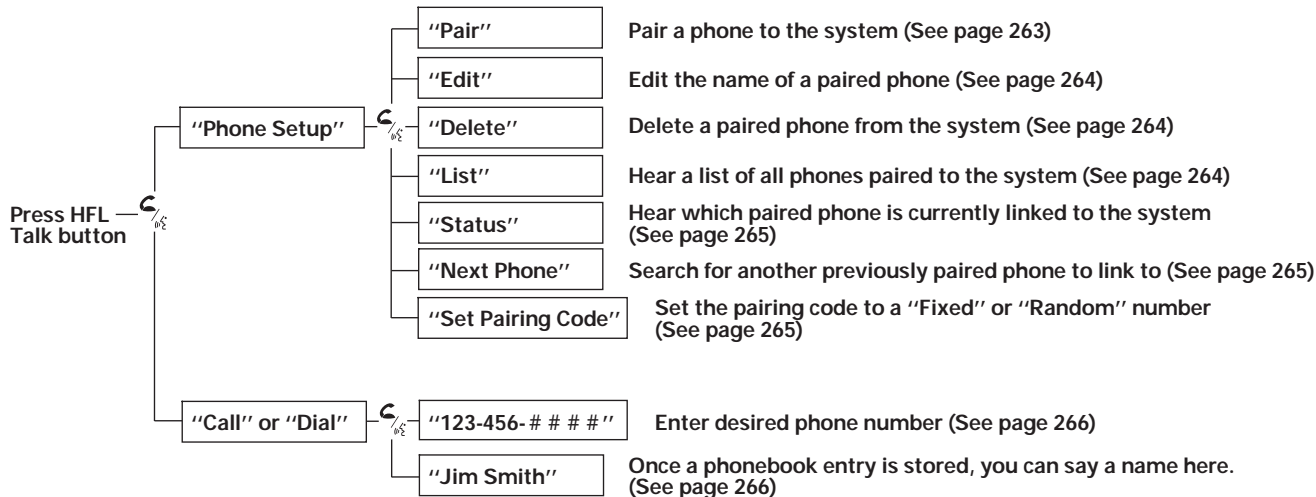 "Pair" Pair a phone to the system (See page 263)
"Edit" Edit the name of a paired phone (See page 264)
"Phone Setup" "Delete" Delete a paired phone from the system (See page 264)
"List" Hear a list of all phones paired to the system (See page 264)
Press HFL
Talk button
"Status" Hear which paired phone is currently linked to the system
(See page 265)
"Next Phone" Search for another previously paired phone to link to (See page 265)
"Set Pairing Code" Set the pairing code to a "Fixed" or "Random" number
(See page 265)
"Call" or "Dial" "123-456-####" Enter desired phone number (See page 266)
"Jim Smith" Once a phonebook entry is stored, you can say a name here.
(See page 266)